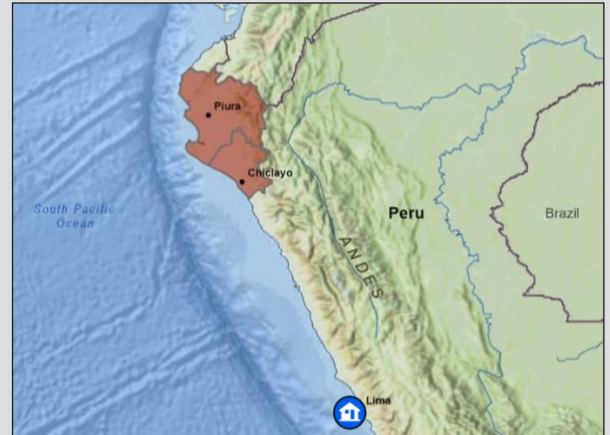 Piura
Chiclayo
South Pacific
Ocean
Peru
Brazil
ANDES
Lima